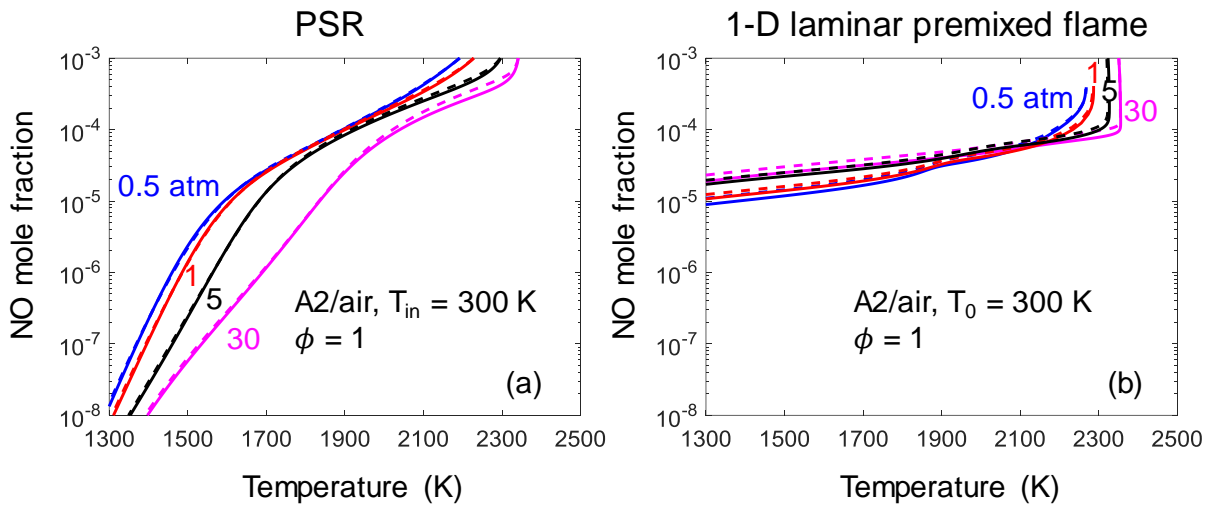 PSR
NO mole fraction
10⁻³
10⁻⁴
10⁻⁵
10⁻⁶
10⁻⁷
10⁻⁸
0.5 atm
1
5
30
A2/air, Tᵢₙ = 300 K
ϕ = 1
(a)
1300 1500 1700 1900 2100 2300 2500
Temperature (K)
1-D laminar premixed flame
NO mole fraction
10⁻³
10⁻⁴
10⁻⁵
10⁻⁶
10⁻⁷
10⁻⁸
0.5 atm
1
5
30
A2/air, T₀ = 300 K
ϕ = 1
(b)
1300 1500 1700 1900 2100 2300 2500
Temperature (K)